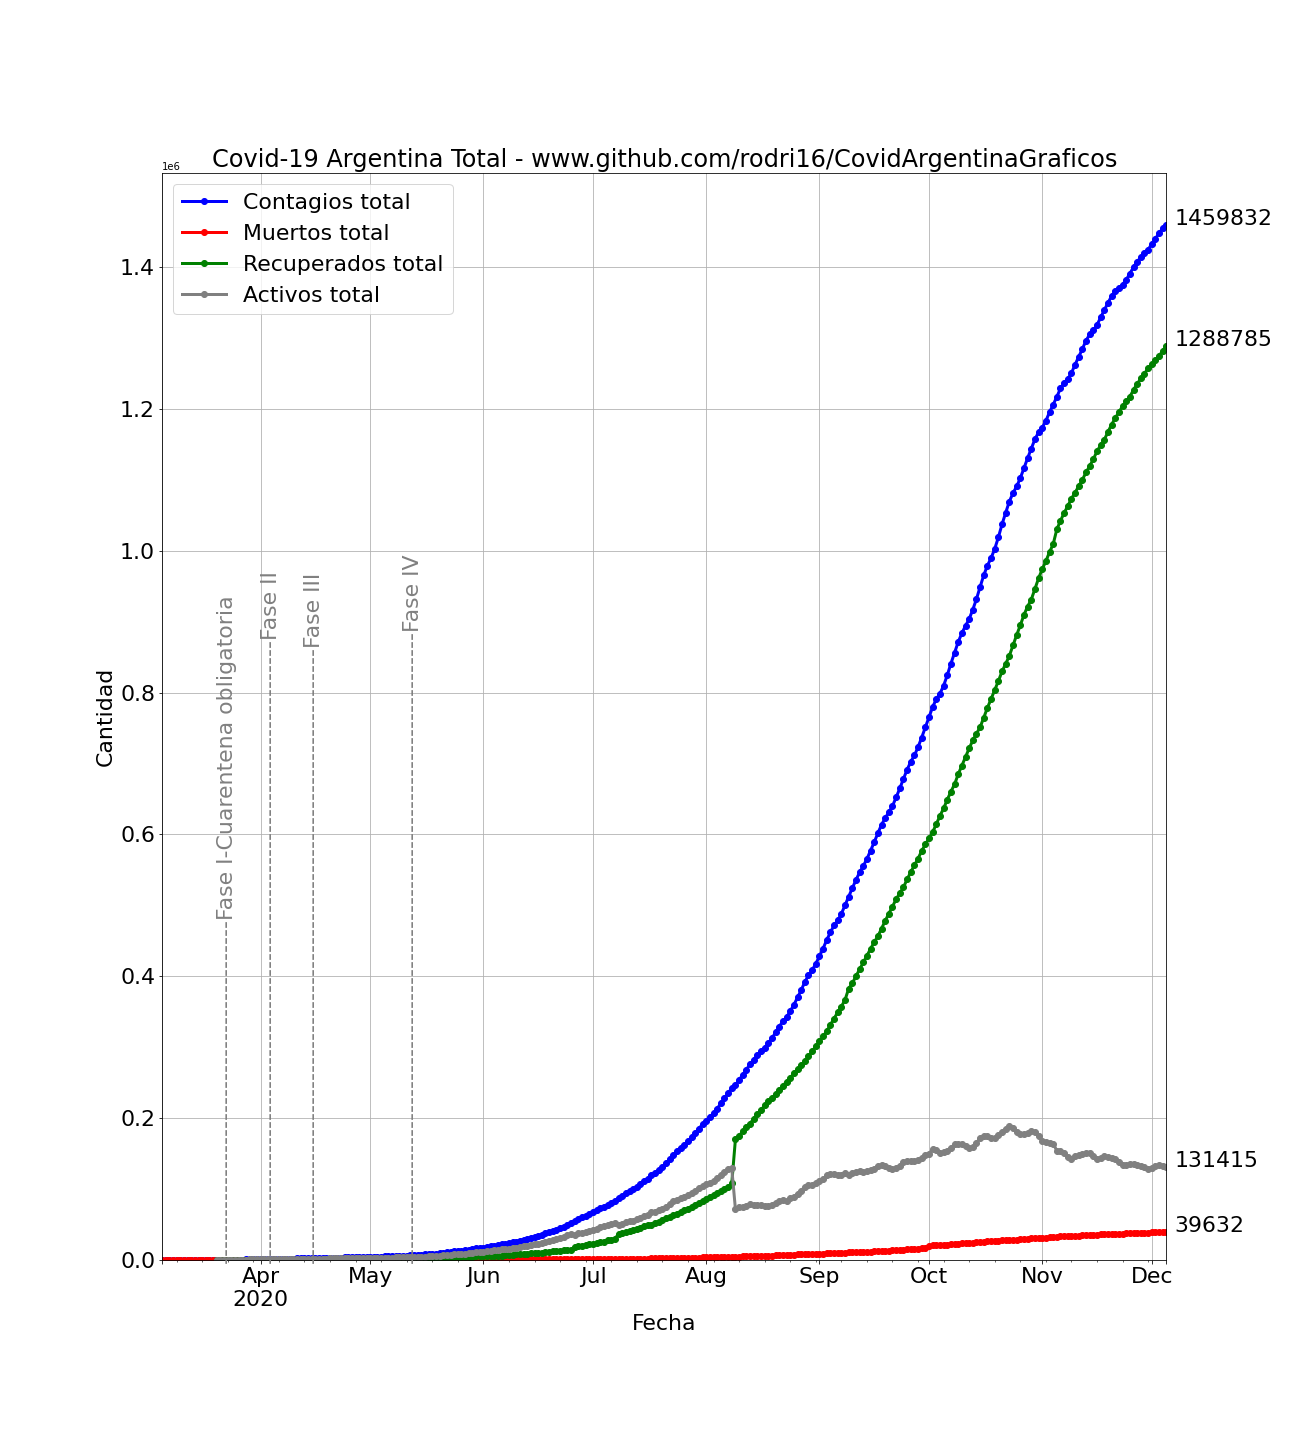 Covid-19 Argentina Total - www.github.com/rodri16/CovidArgentinaGraficos
1e6
Contagios total
Muertos total
Recuperados total
Activos total
1459832
1288785
131415
39632
1.4
1.2
1.0
0.8
0.6
0.4
0.2
0.0
Cantidad
Fase I-Cuarentena obligatoria
Fase II
Fase III
Fase IV
Apr May Jun Jul Aug Sep Oct Nov Dec
2020
Fecha